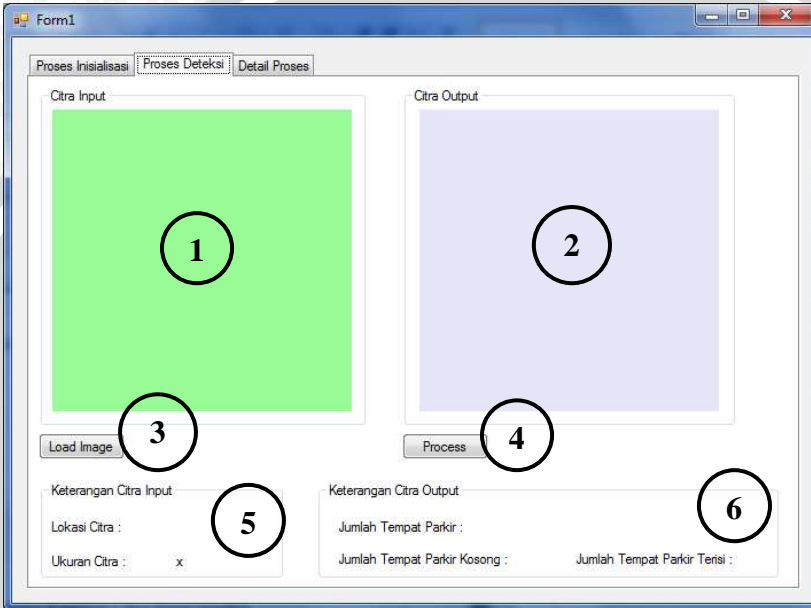 Form1
Proses Inisialisasi Proses Deteksi Detail Proses
Citra Input Citra Output
1 2
3 4
Load Image Process
Keterangan Citra Input Keterangan Citra Output
5 6
Lokasi Citra : Jumlah Tempat Parkir :
Ukuran Citra : x Jumlah Tempat Parkir Kosong : Jumlah Tempat Parkir Terisi :